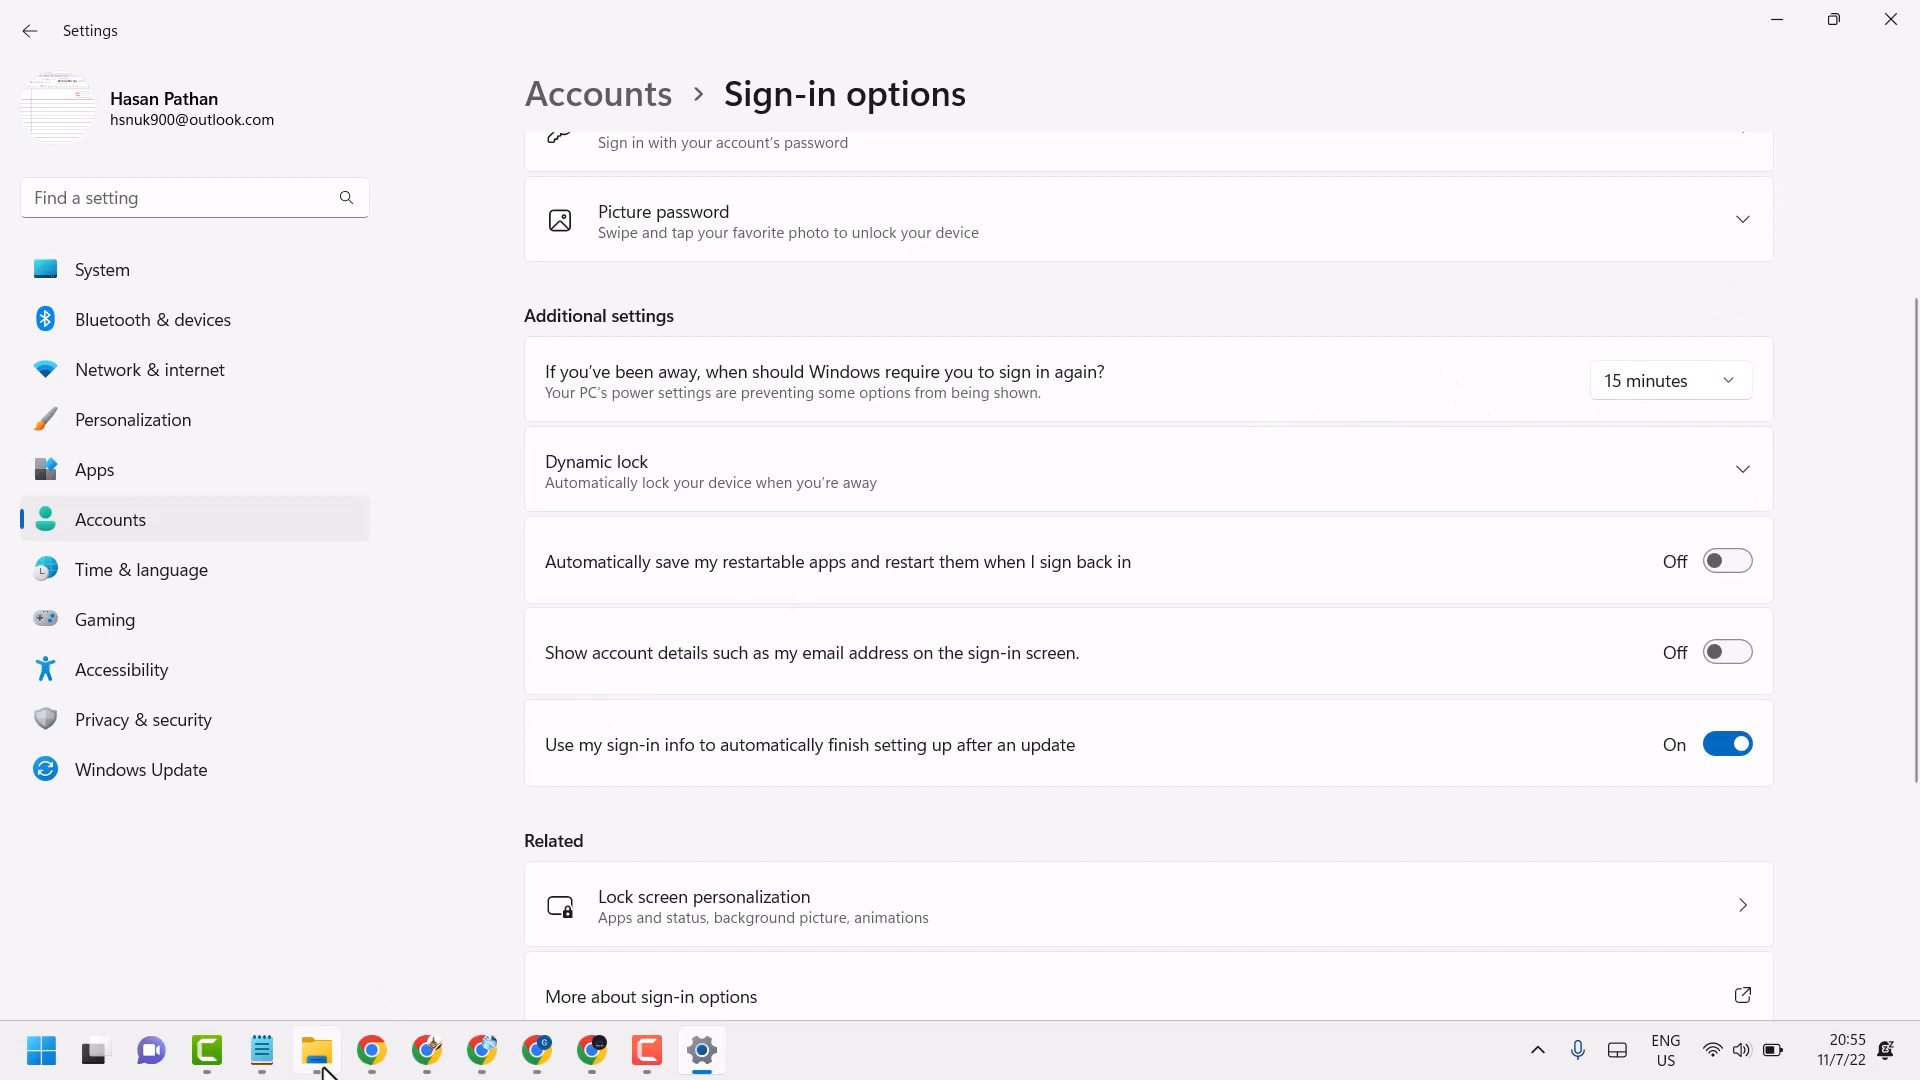 Settings
Hasan Pathan
hsnuk900@outlook.com
Find a setting
System
Bluetooth & devices
Network & internet
Personalization
Apps
Accounts
Time & language
Gaming
Accessibility
Privacy & security
Windows Update
Accounts > Sign-in options
Sign in with your account's password
Picture password
Swipe and tap your favorite photo to unlock your device
Additional settings
If you've been away, when should Windows require you to sign in again?
Your PC's power settings are preventing some options from being shown.
15 minutes
Dynamic lock
Automatically lock your device when you're away
Automatically save my restartable apps and restart them when I sign back in
Off
Show account details such as my email address on the sign-in screen.
Off
Use my sign-in info to automatically finish setting up after an update
On
Related
Lock screen personalization
Apps and status, background picture, animations
More about sign-in options
ENG
US
20:55
11/7/22